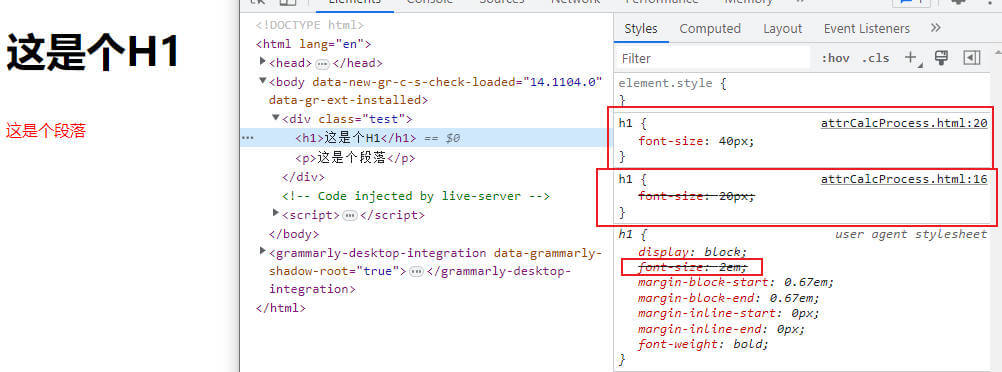 Elements Console Sources Network Performance Memory
1
这是个H1
这是个段落
<!DOCTYPE html>
<html lang="en">
<head>…</head>
<body data-new-gr-c-s-check-loaded="14.1104.0"
data-gr-ext-installed>
<div class="test">
… <h1>这是个H1</h1> == $0
<p>这是个段落</p>
</div>
<!-- Code injected by live-server -->
<script>…</script>
</body>
<grammarly-desktop-integration data-grammarly-
shadow-root="true">…</grammarly-desktop-
integration>
</html>
Styles Computed Layout Event Listeners
Filter :hov .cls
element.style {
}
h1 { attrCalcProcess.html:20
font-size: 40px;
}
h1 { attrCalcProcess.html:16
font-size: 20px;
}
h1 { user agent stylesheet
display: block;
font-size: 2em;
margin-block-start: 0.67em;
margin-block-end: 0.67em;
margin-inline-start: 0px;
margin-inline-end: 0px;
font-weight: bold;
}